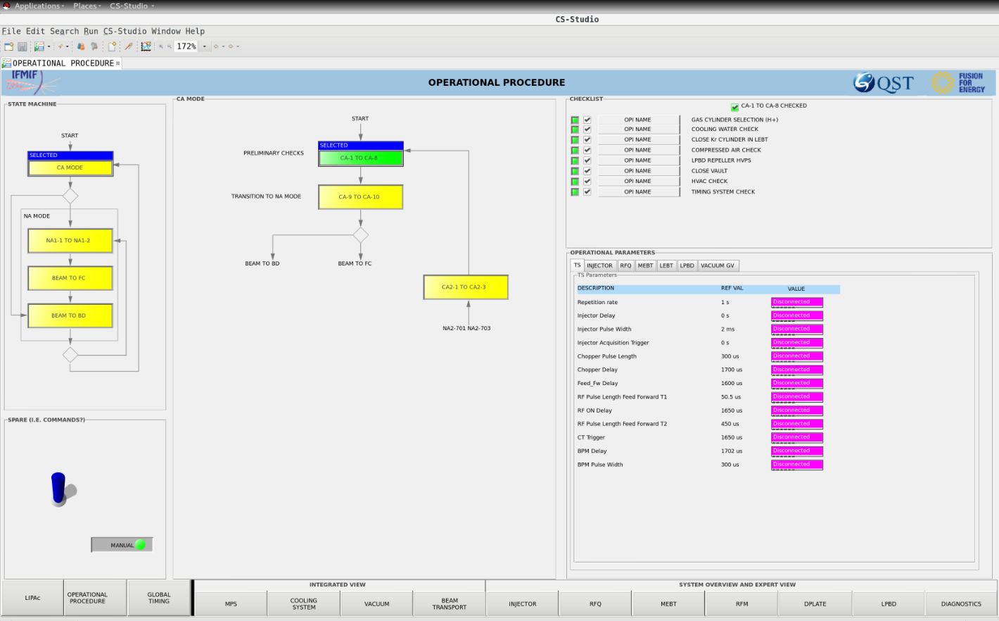 Applications Places CS-Studio
CS-Studio
File Edit Search Run CS-Studio Window Help
172%
OPERATIONAL PROCEDURE
IFMIF
OPERATIONAL PROCEDURE
QST
FUSION
FOR
ENERGY
STATE MACHINE
START
SELECTED
CA MODE
NA MODE
NA1-1 TO NA1-2
BEAM TO FC
BEAM TO BD
CA MODE
START
SELECTED
PRELIMINARY CHECKS
CA-1 TO CA-8
TRANSITION TO NA MODE
CA-9 TO CA-10
BEAM TO BD
BEAM TO FC
CA2-1 TO CA2-3
NA2-701 NA2-703
CHECKLIST
CA-1 TO CA-8 CHECKED
OPI NAME GAS CYLINDER SELECTION (H+)
OPI NAME COOLING WATER CHECK
OPI NAME CLOSE Kr CYLINDER IN LEBT
OPI NAME COMPRESSED AIR CHECK
OPI NAME LPBD REPELLER HVPS
OPI NAME CLOSE VAULT
OPI NAME HVAC CHECK
OPI NAME TIMING SYSTEM CHECK
OPERATIONAL PARAMETERS
TS INJECTOR RFQ MEBT LEBT LPBD VACUUM GV
TS Parameters
DESCRIPTION REF VAL VALUE
Repetition rate 1 s Disconnected
Injector Delay 0 s Disconnected
Injector Pulse Width 2 ms Disconnected
Injector Acquisition Trigger 0 s Disconnected
Chopper Pulse Length 300 us Disconnected
Chopper Delay 1700 us Disconnected
Feed_Fw Delay 1600 us Disconnected
RF Pulse Length Feed Forward T1 50.5 us Disconnected
RF ON Delay 1650 us Disconnected
RF Pulse Length Feed Forward T2 450 us Disconnected
CT Trigger 1650 us Disconnected
BPM Delay 1702 us Disconnected
BPM Pulse Width 300 us Disconnected
SPARE (I.E. COMMANDS?)
MANUAL
LIPAc
OPERATIONAL
PROCEDURE
GLOBAL
TIMING
INTEGRATED VIEW
MPS
COOLING
SYSTEM
VACUUM
BEAM
TRANSPORT
SYSTEM OVERVIEW AND EXPERT VIEW
INJECTOR
RFQ
MEBT
RFM
DPLATE
LPBD
DIAGNOSTICS